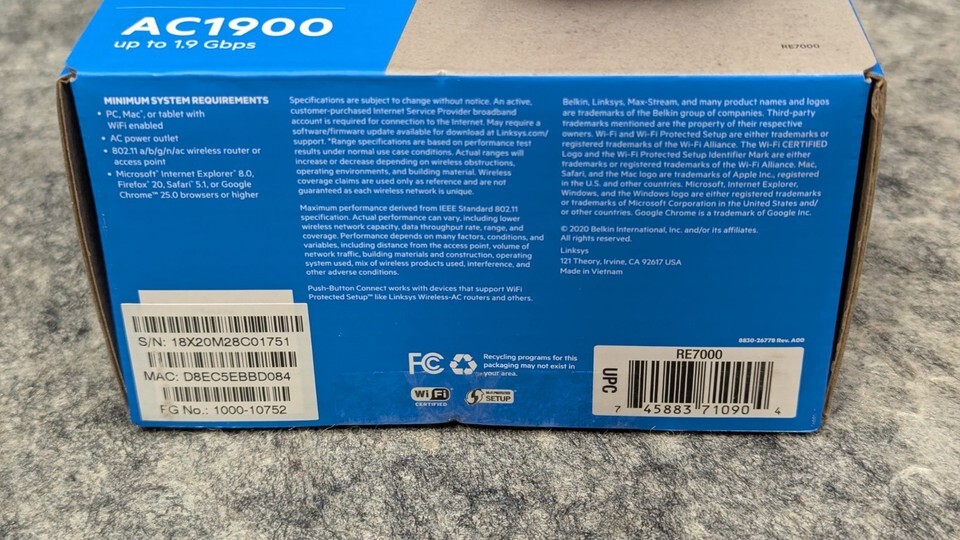 AC1900
up to 1.9 Gbps
RE7000
MINIMUM SYSTEM REQUIREMENTS
• PC, Mac®, or tablet with
WiFi enabled
• AC power outlet
• 802.11 a/b/g/n/ac wireless router or
access point
• Microsoft® Internet Explorer® 8.0,
Firefox® 20, Safari® 5.1, or Google
Chrome™ 25.0 browsers or higher
Specifications are subject to change without notice. An active,
customer-purchased Internet Service Provider broadband
account is required for connection to the Internet. May require a
software/firmware update available for download at Linksys.com/
support. *Range specifications are based on performance test
results under normal use case conditions. Actual ranges will
increase or decrease depending on wireless obstructions,
operating environments, and building material. Wireless
coverage claims are used only as reference and are not
guaranteed as each wireless network is unique.
Maximum performance derived from IEEE Standard 802.11
specification. Actual performance can vary, including lower
wireless network capacity, data throughput rate, range, and
coverage. Performance depends on many factors, conditions, and
variables, including distance from the access point, volume of
network traffic, building materials and construction, operating
system used, mix of wireless products used, interference, and
other adverse conditions.
Push-Button Connect works with devices that support WiFi
Protected Setup™ like Linksys Wireless-AC routers and others.
Belkin, Linksys, Max-Stream, and many product names and logos
are trademarks of the Belkin group of companies. Third-party
trademarks mentioned are the property of their respective
owners. Wi-Fi and Wi-Fi Protected Setup are either trademarks or
registered trademarks of the Wi-Fi Alliance. The Wi-Fi CERTIFIED
Logo and the Wi-Fi Protected Setup Identifier Mark are either
trademarks or registered trademarks of the Wi-Fi Alliance. Mac,
Safari, and the Mac logo are trademarks of Apple Inc., registered
in the U.S. and other countries. Microsoft, Internet Explorer,
Windows, and the Windows logo are either registered trademarks
or trademarks of Microsoft Corporation in the United States and/
or other countries. Google Chrome is a trademark of Google Inc.
© 2020 Belkin International, Inc. and/or its affiliates.
All rights reserved.
Linksys
121 Theory, Irvine, CA 92617 USA
Made in Vietnam
8830-26778 Rev. A00
S/N: 18X20M28C01751
MAC: D8EC5EBBD084
FG No.: 1000-10752
FC
Recycling programs for this
packaging may not exist in
your area.
Wi Fi
CERTIFIED
WI-FI PROTECTED
SETUP
RE7000
UPC
7 45883 71090 4